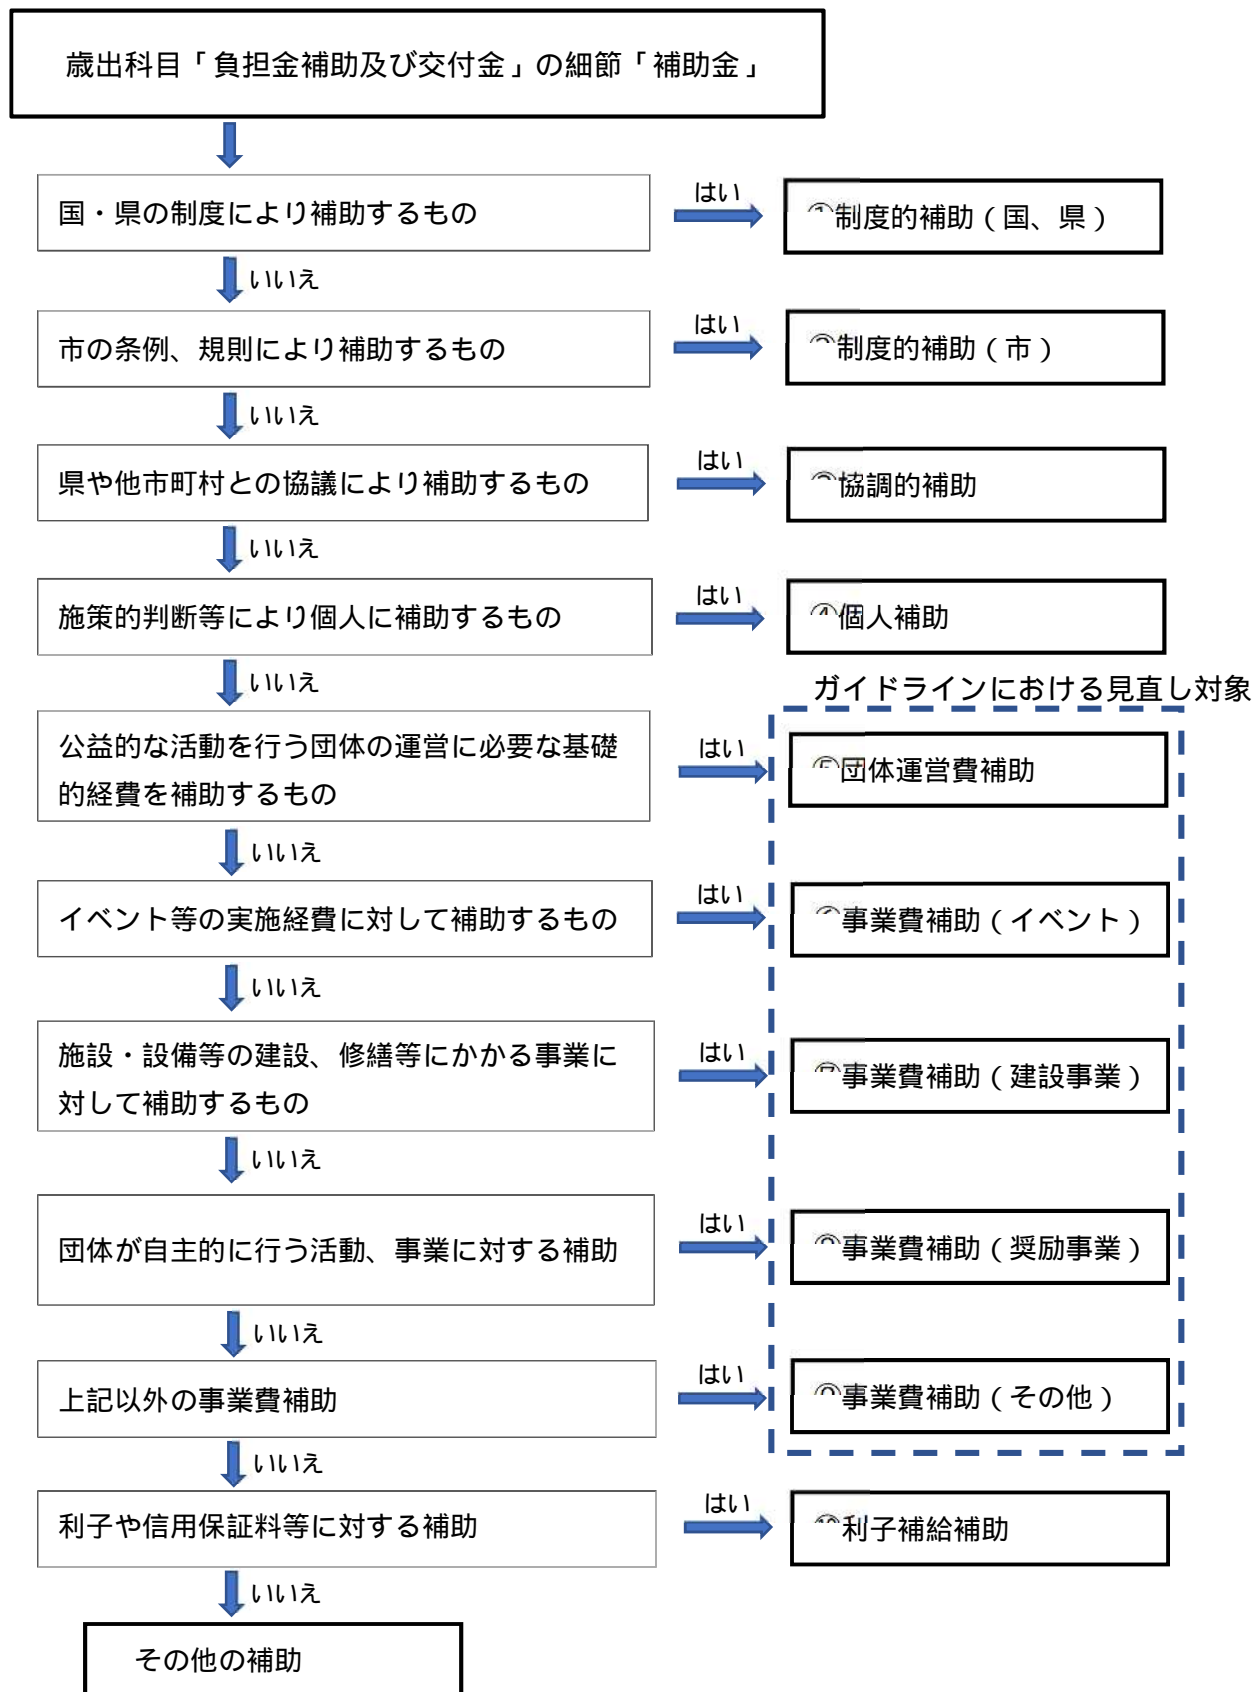 歳出科目「負担金補助及び交付金」の細節「補助金」
国・県の制度により補助するもの
はい
①制度的補助(国、県)
いいえ
市の条例、規則により補助するもの
はい
制度的補助(市)
いいえ
県や他市町村との協議により補助するもの
はい
協調的補助
いいえ
施策的判断等により個人に補助するもの
はい
④個人補助
いいえ
ガイドラインにおける見直し対象
公益的な活動を行う団体の運営に必要な基礎
的経費を補助するもの
はい
⑤団体運営費補助
いいえ
イベント等の実施経費に対して補助するもの
はい
事業費補助(イベント)
いいえ
施設・設備等の建設、修繕等にかかる事業に
対して補助するもの
はい
事業費補助(建設事業)
いいえ
団体が自主的に行う活動、事業に対する補助
はい
事業費補助(奨励事業)
いいえ
上記以外の事業費補助
はい
事業費補助(その他)
いいえ
利子や信用保証料等に対する補助
はい
利子補給補助
いいえ
その他の補助